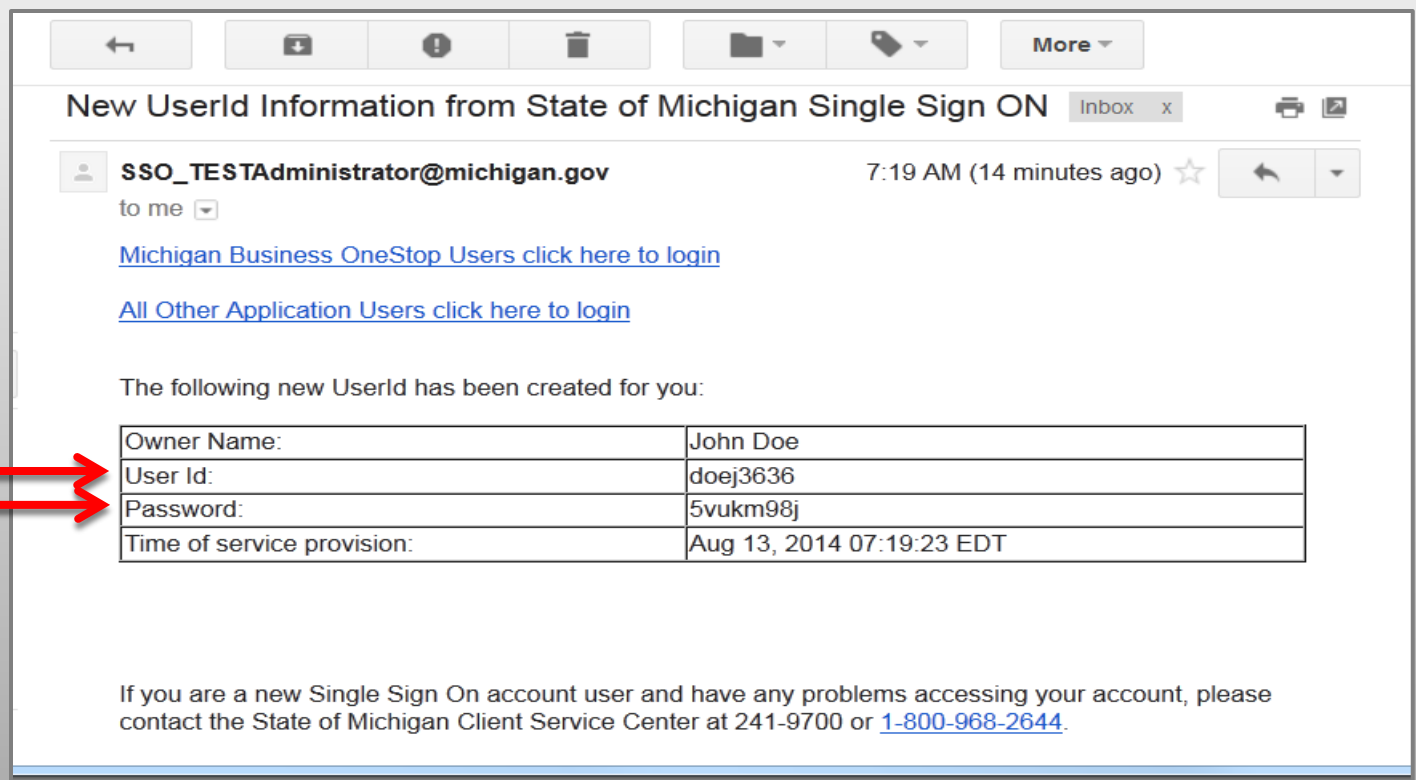 More
New UserId Information from State of Michigan Single Sign ON Inbox x
SSO_TESTAdministrator@michigan.gov 7:19 AM (14 minutes ago)
to me
Michigan Business OneStop Users click here to login
All Other Application Users click here to login
The following new UserId has been created for you:
Owner Name: John Doe
User Id: doej3636
Password: 5vukm98j
Time of service provision: Aug 13, 2014 07:19:23 EDT
If you are a new Single Sign On account user and have any problems accessing your account, please
contact the State of Michigan Client Service Center at 241-9700 or 1-800-968-2644.